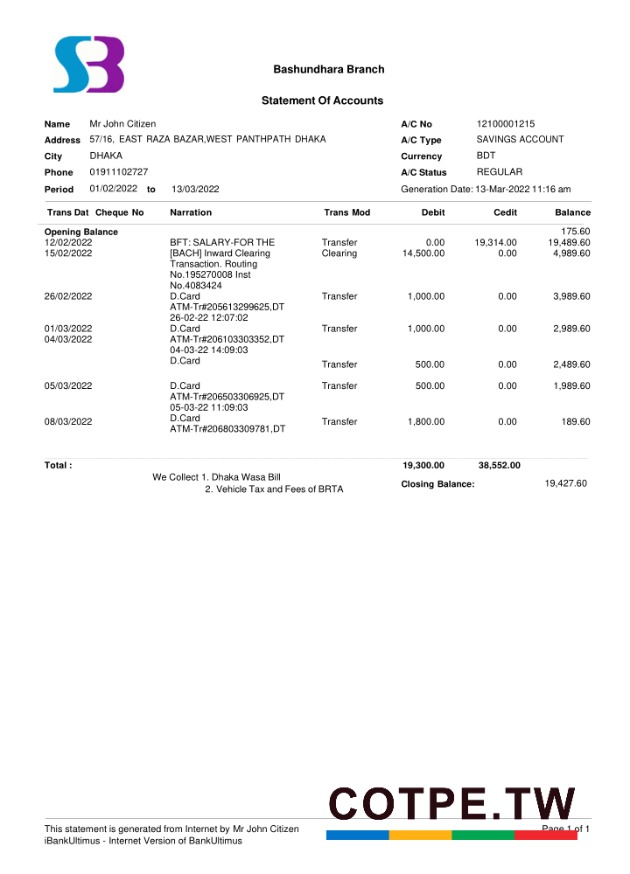 Bashundhara Branch
Statement Of Accounts
Name Mr John Citizen A/C No 12100001215
Address 57/16, EAST RAZA BAZAR,WEST PANTHPATH DHAKA A/C Type SAVINGS ACCOUNT
City DHAKA Currency BDT
Phone 01911102727 A/C Status REGULAR
Period 01/02/2022 to 13/03/2022 Generation Date: 13-Mar-2022 11:16 am
Trans Dat Cheque No Narration Trans Mod Debit Cedit Balance
Opening Balance 175.60
12/02/2022 BFT: SALARY-FOR THE Transfer 0.00 19,314.00 19,489.60
15/02/2022 [BACH] Inward Clearing Clearing 14,500.00 0.00 4,989.60
Transaction. Routing
No.195270008 Inst
No.4083424
26/02/2022 D.Card Transfer 1,000.00 0.00 3,989.60
ATM-Tr#205613299625,DT
26-02-22 12:07:02
01/03/2022 D.Card Transfer 1,000.00 0.00 2,989.60
04/03/2022 ATM-Tr#206103303352,DT
04-03-22 14:09:03
D.Card Transfer 500.00 0.00 2,489.60
05/03/2022 D.Card Transfer 500.00 0.00 1,989.60
ATM-Tr#206503306925,DT
05-03-22 11:09:03
08/03/2022 D.Card Transfer 1,800.00 0.00 189.60
ATM-Tr#206803309781,DT
Total : 19,300.00 38,552.00
We Collect 1. Dhaka Wasa Bill
2. Vehicle Tax and Fees of BRTA
Closing Balance: 19,427.60
COTPE.TW
This statement is generated from Internet by Mr John Citizen Page 1 of 1
iBankUltimus - Internet Version of BankUltimus